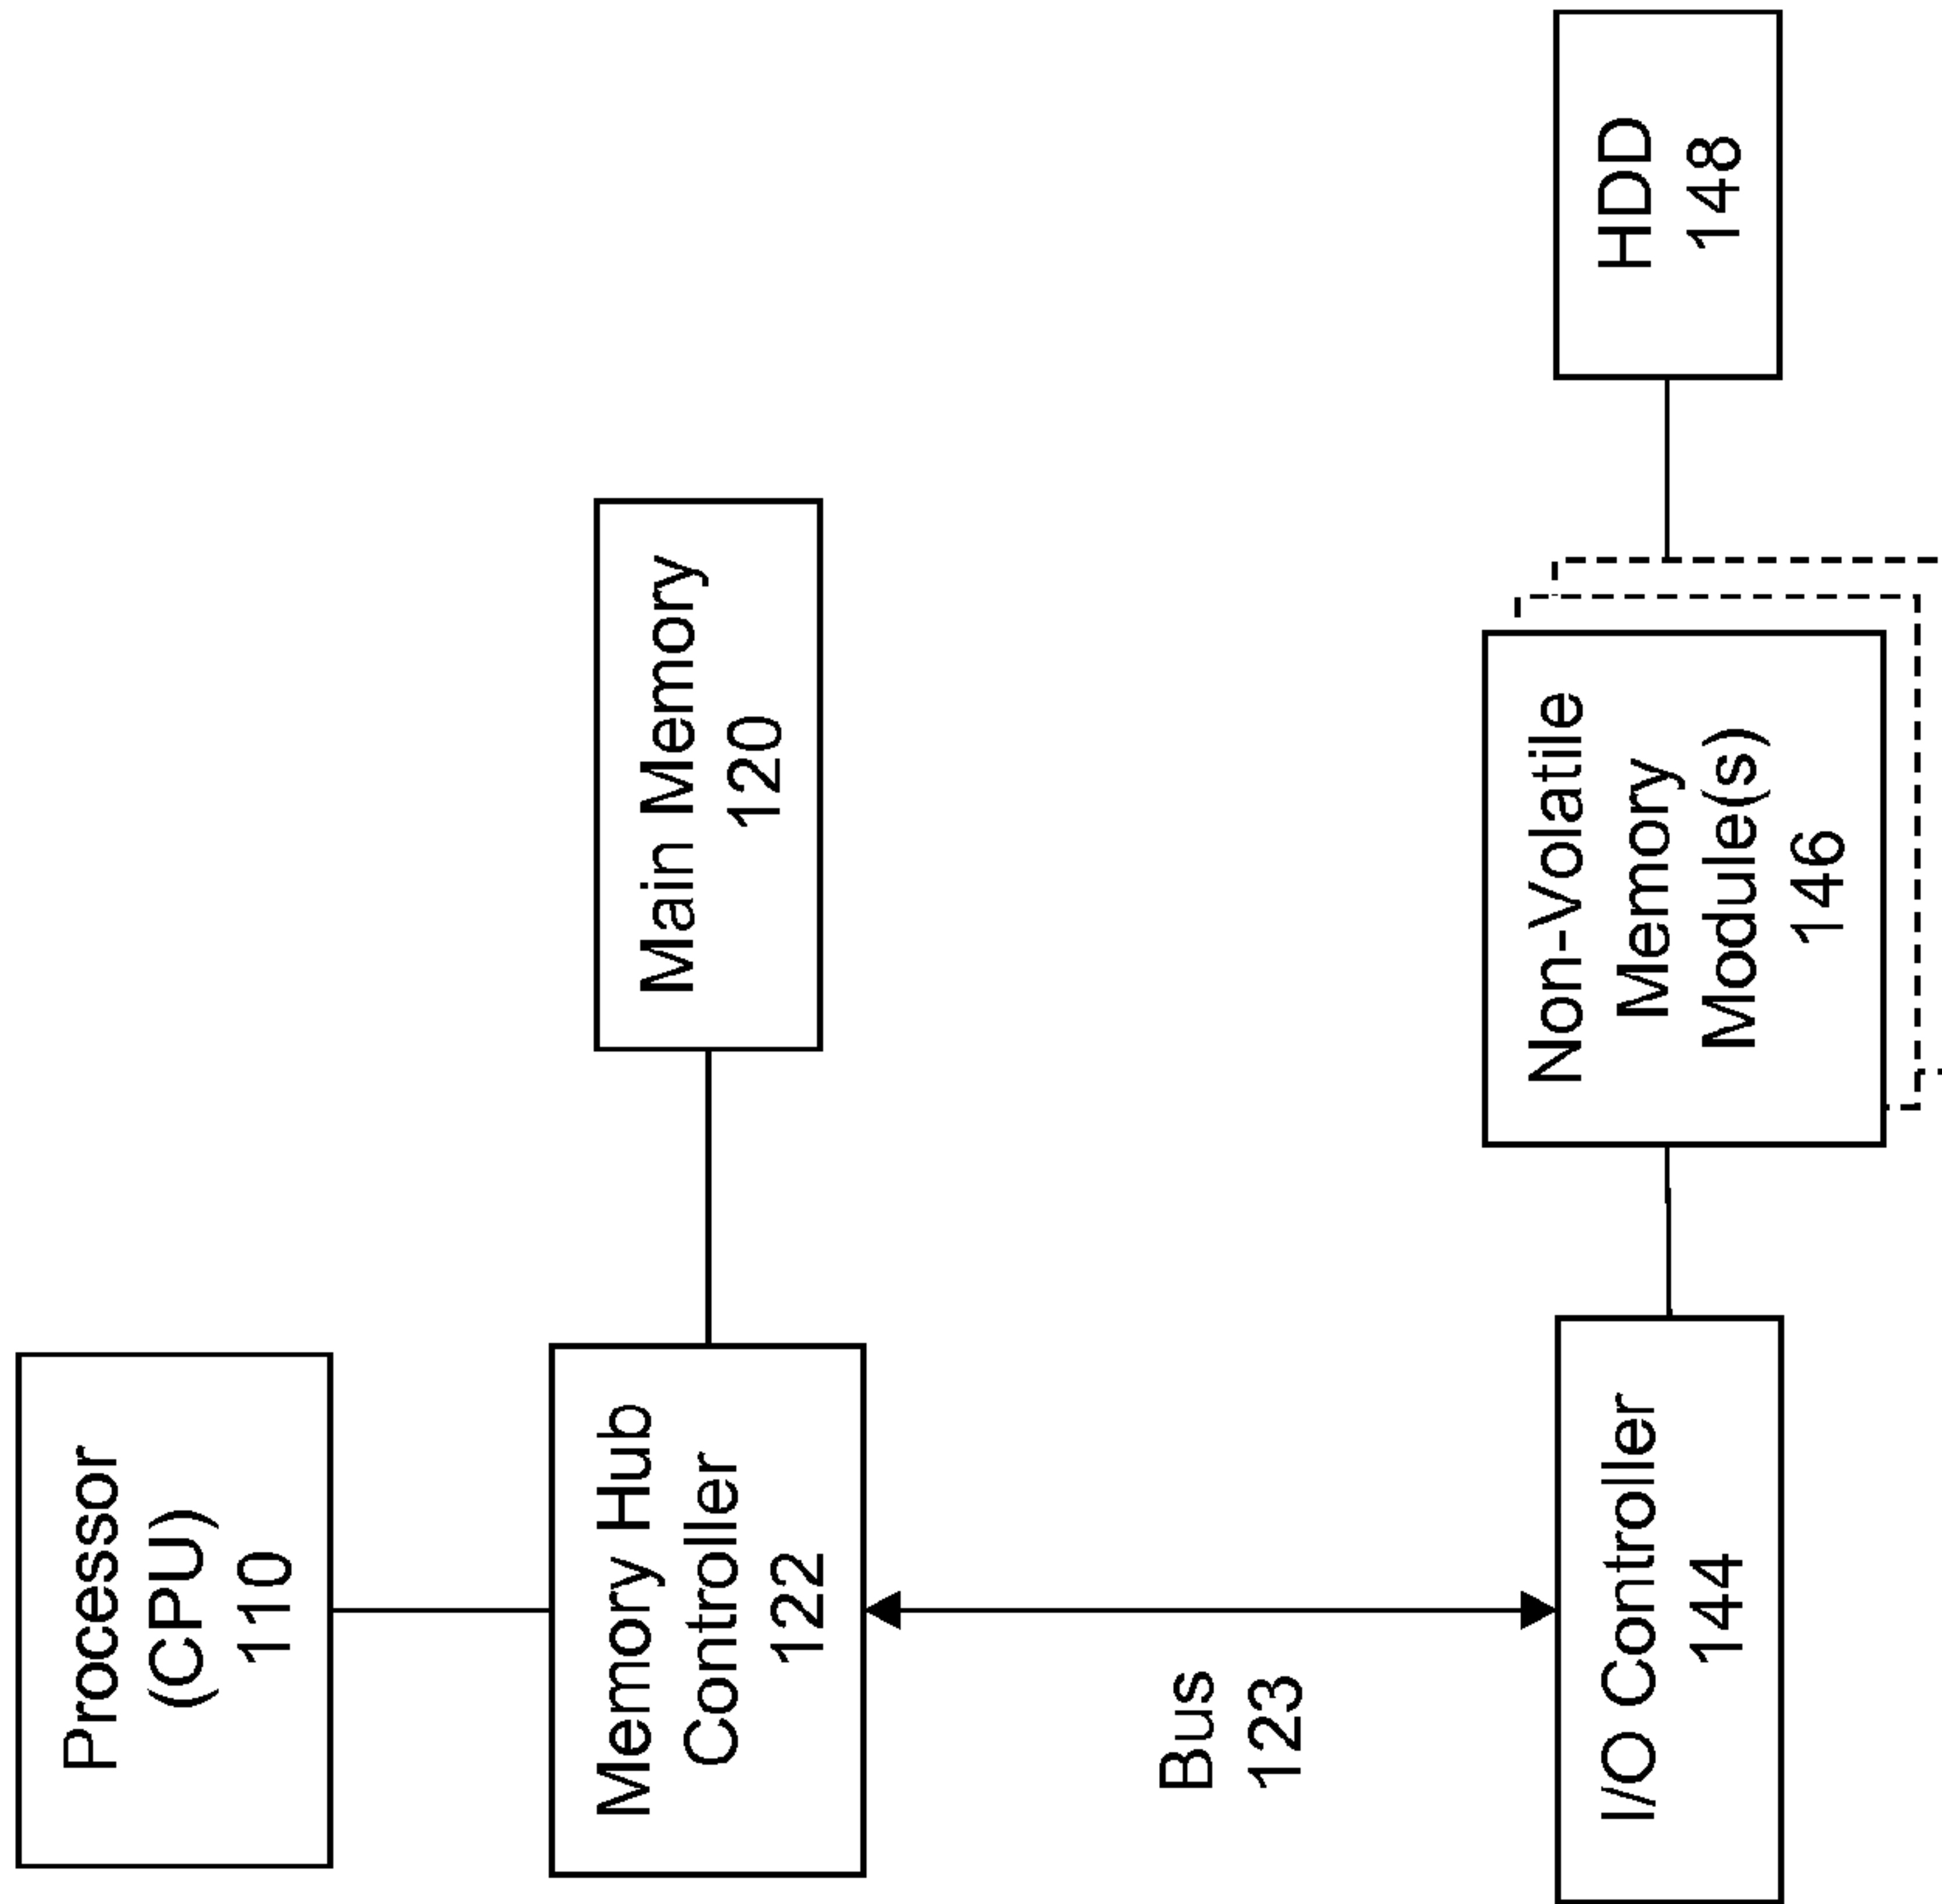 Processor
(CPU)
110
Memory Hub
Controller
122
Main Memory
120
Bus
123
I/O Controller
144
Non-Volatile
Memory
Module(s)
146
HDD
148